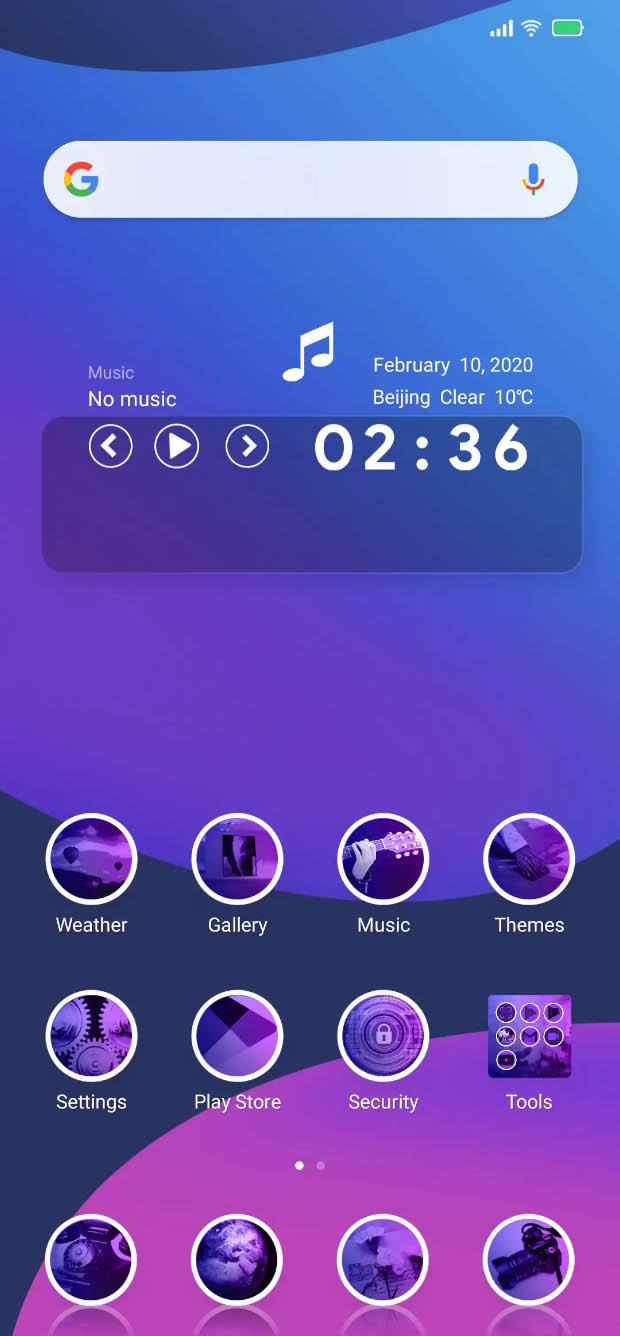 Music
No music
February 10, 2020
Beijing Clear 10℃
02:36
Weather
Gallery
Music
Themes
Settings
Play Store
Security
Tools